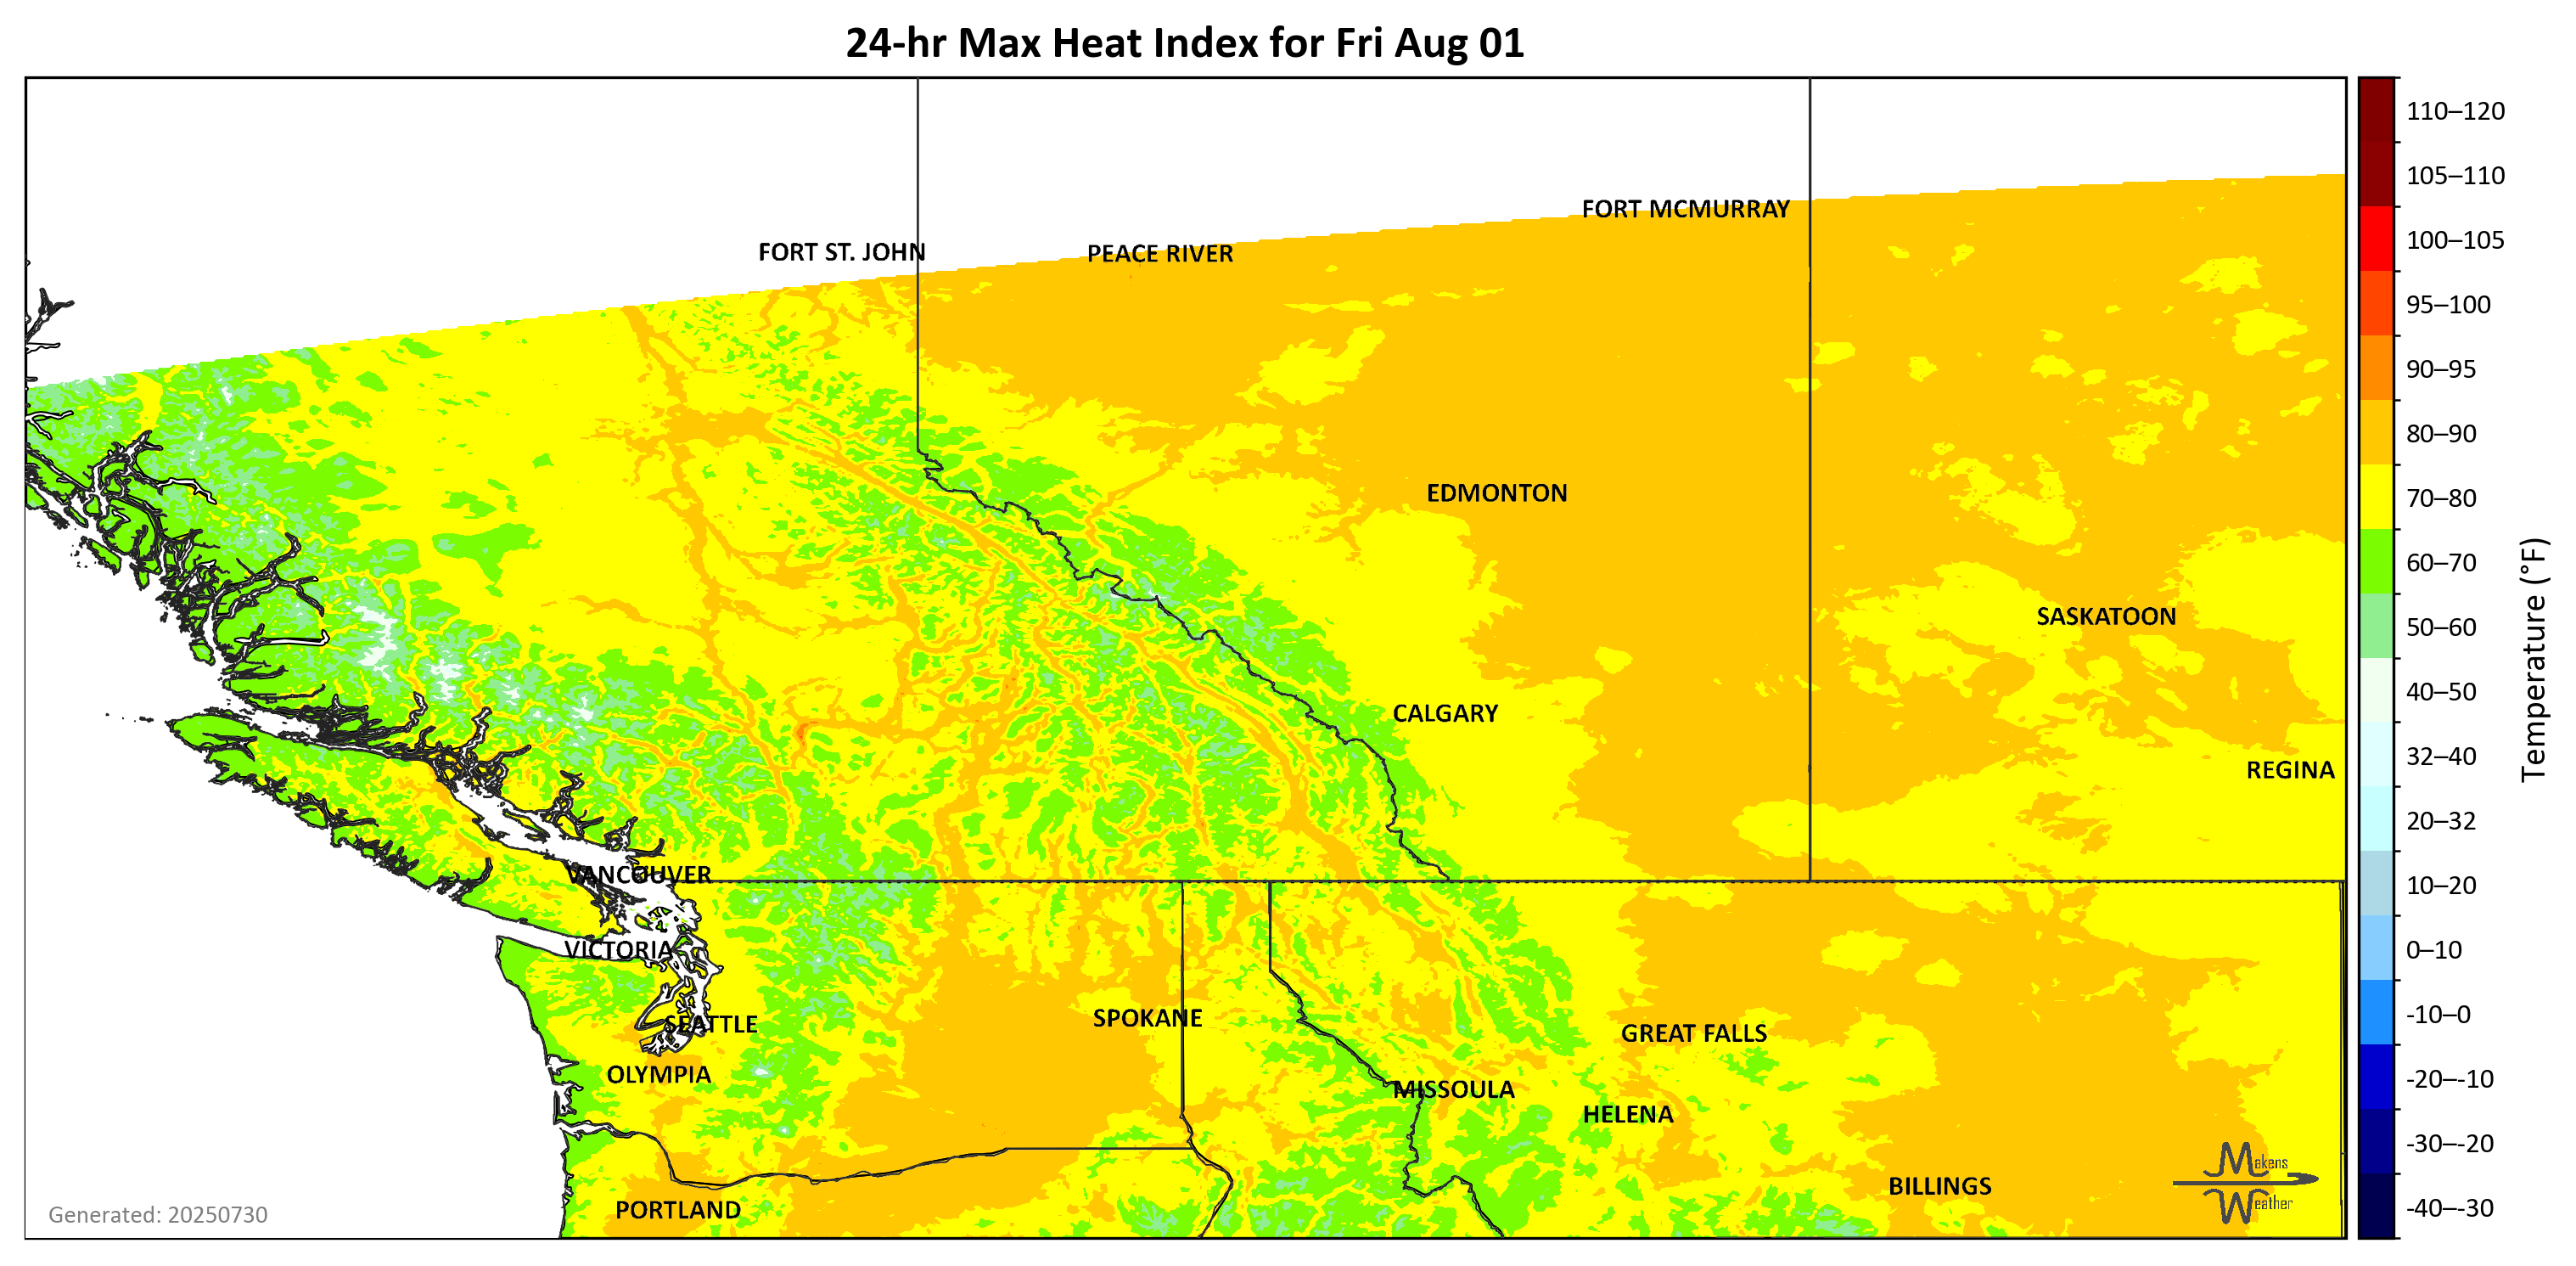 24-hr Max Heat Index for Fri Aug 01
FORT MCMURRAY
FORT ST. JOHN
PEACE RIVER
EDMONTON
SASKATOON
CALGARY
REGINA
VANCOUVER
VICTORIA
SPOKANE
SEATTLE
GREAT FALLS
OLYMPIA
MISSOULA
HELENA
BILLINGS
PORTLAND
Makens
Weather
Generated: 20250730
110–120
105–110
100–105
95–100
90–95
80–90
70–80
60–70
50–60
40–50
32–40
20–32
10–20
0–10
-10–0
-20–-10
-30–-20
-40–-30
Temperature (°F)